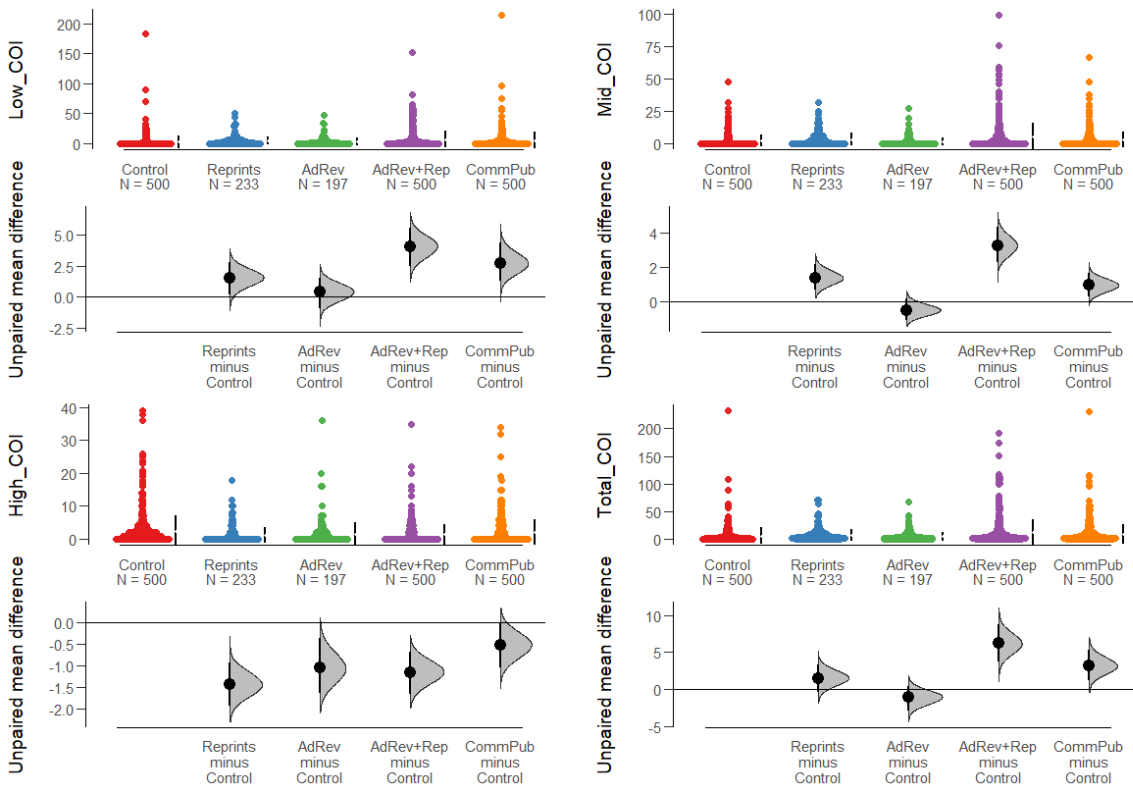 Low_COI
200
150
100
50
0
Control
N = 500
Reprints
N = 233
AdRev
N = 197
AdRev+Rep
N = 500
CommPub
N = 500
Unpaired mean difference
5.0
2.5
0.0
-2.5
Reprints
minus
Control
AdRev
minus
Control
AdRev+Rep
minus
Control
CommPub
minus
Control
Mid_COI
100
75
50
25
0
Control
N = 500
Reprints
N = 233
AdRev
N = 197
AdRev+Rep
N = 500
CommPub
N = 500
Unpaired mean difference
4
2
0
Reprints
minus
Control
AdRev
minus
Control
AdRev+Rep
minus
Control
CommPub
minus
Control
High_COI
40
30
20
10
0
Control
N = 500
Reprints
N = 233
AdRev
N = 197
AdRev+Rep
N = 500
CommPub
N = 500
Unpaired mean difference
0.0
-0.5
-1.0
-1.5
-2.0
Reprints
minus
Control
AdRev
minus
Control
AdRev+Rep
minus
Control
CommPub
minus
Control
Total_COI
200
150
100
50
0
Control
N = 500
Reprints
N = 233
AdRev
N = 197
AdRev+Rep
N = 500
CommPub
N = 500
Unpaired mean difference
10
5
0
-5
Reprints
minus
Control
AdRev
minus
Control
AdRev+Rep
minus
Control
CommPub
minus
Control